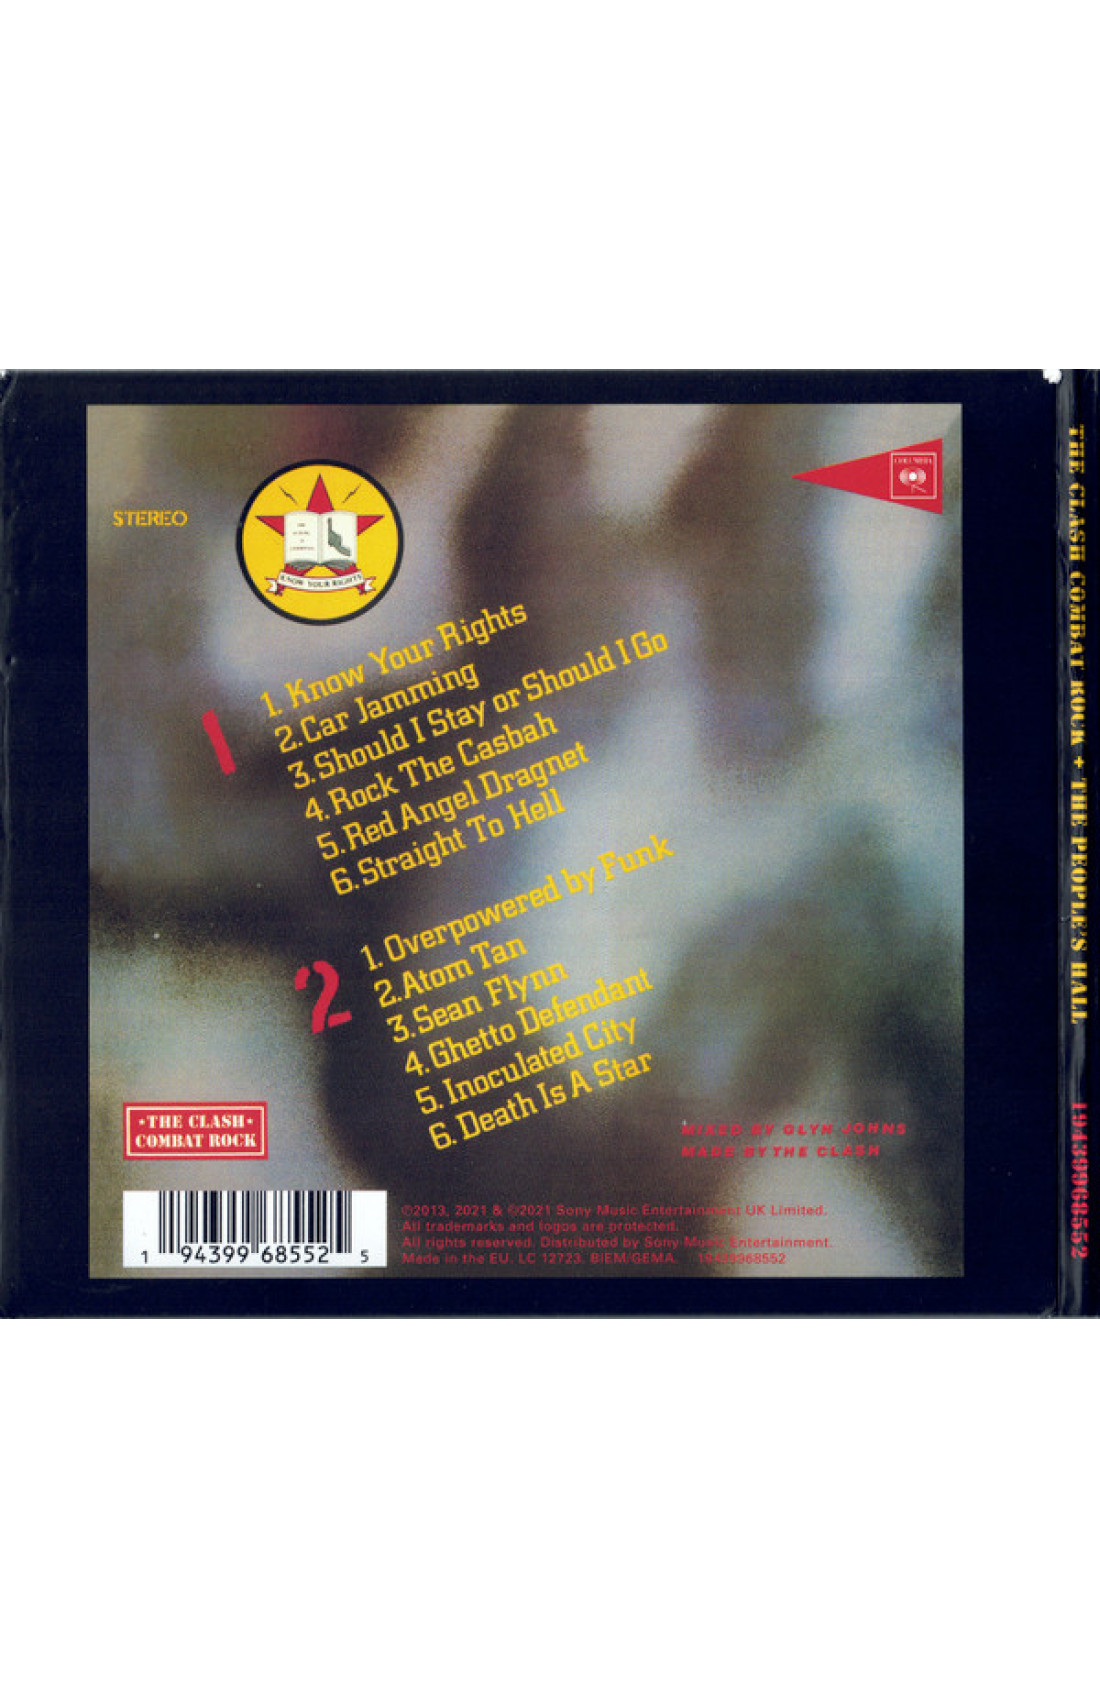 STEREO
COLUMBIA
KNOW YOUR RIGHTS
1
1. Know Your Rights
2. Car Jamming
3. Should I Stay or Should I Go
4. Rock The Casbah
5. Red Angel Dragnet
6. Straight To Hell
2
1. Overpowered by Funk
2. Atom Tan
3. Sean Flynn
4. Ghetto Defendant
5. Inoculated City
6. Death Is A Star
THE CLASH
COMBAT ROCK
MIXED BY GLYN JOHNS
MADE BY THE CLASH
1 94399 68552 5
©2013, 2021 & ℗2021 Sony Music Entertainment UK Limited.
All trademarks and logos are protected.
All rights reserved. Distributed by Sony Music Entertainment.
Made in the EU. LC 12723. BIEM/GEMA. 19439968552
THE CLASH COMBAT ROCK + THE PEOPLE'S HALL
19439968552